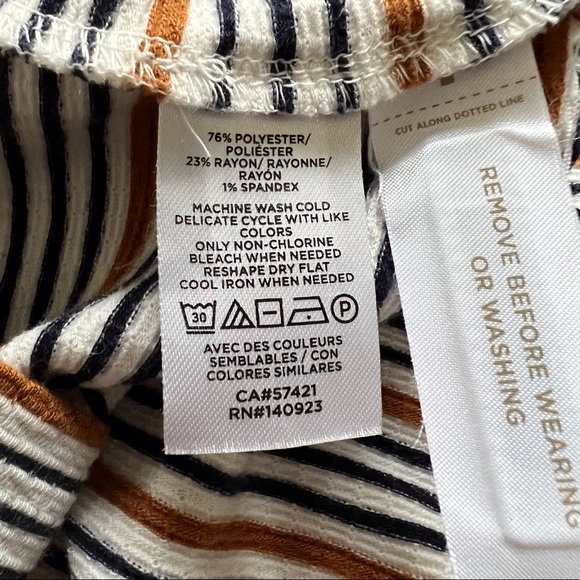 76% POLYESTER/
POLIÉSTER
23% RAYON/ RAYONNE/
RAYÓN
1% SPANDEX
MACHINE WASH COLD
DELICATE CYCLE WITH LIKE
COLORS
ONLY NON-CHLORINE
BLEACH WHEN NEEDED
RESHAPE DRY FLAT
COOL IRON WHEN NEEDED
30 P
AVEC DES COULEURS
SEMBLABLES / CON
COLORES SIMILARES
CA#57421
RN#140923
CUT ALONG DOTTED LINE
REMOVE BEFORE WEARING
OR WASHING